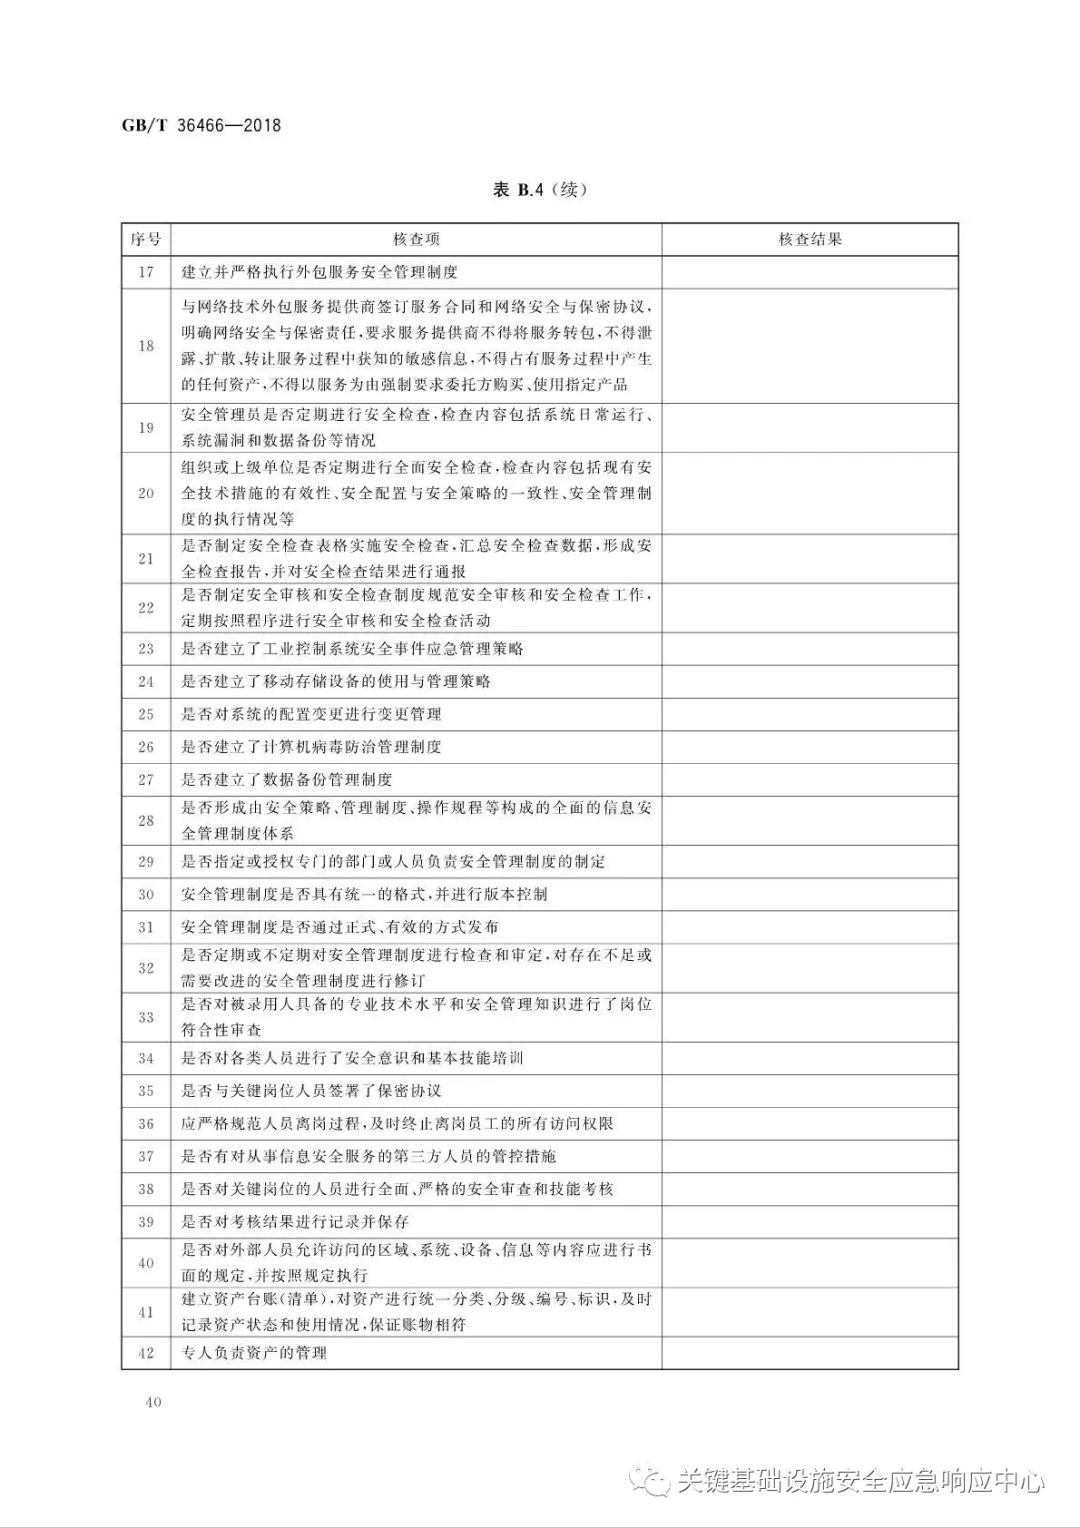 GB/T 36466—2018
表 B.4（续）
序号 核查项 核查结果
17 建立并严格执行外包服务安全管理制度
18 与网络技术外包服务提供商签订服务合同和网络安全与保密协议，
明确网络安全与保密责任，要求服务提供商不得将服务转包，不得泄
露、扩散、转让服务过程中获知的敏感信息，不得占有服务过程中产生
的任何资产，不得以服务为由强制要求委托方购买、使用指定产品
19 安全管理员是否定期进行安全检查，检查内容包括系统日常运行、
系统漏洞和数据备份等情况
20 组织或上级单位是否定期进行全面安全检查，检查内容包括现有安
全技术措施的有效性、安全配置与安全策略的一致性、安全管理制
度的执行情况等
21 是否制定安全检查表格实施安全检查，汇总安全检查数据，形成安
全检查报告，并对安全检查结果进行通报
22 是否制定安全审核和安全检查制度规范安全审核和安全检查工作，
定期按照程序进行安全审核和安全检查活动
23 是否建立了工业控制系统安全事件应急管理策略
24 是否建立了移动存储设备的使用与管理策略
25 是否对系统的配置变更进行变更管理
26 是否建立了计算机病毒防治管理制度
27 是否建立了数据备份管理制度
28 是否形成由安全策略、管理制度、操作规程等构成的全面的信息安
全管理制度体系
29 是否指定或授权专门的部门或人员负责安全管理制度的制定
30 安全管理制度是否具有统一的格式，并进行版本控制
31 安全管理制度是否通过正式、有效的方式发布
32 是否定期或不定期对安全管理制度进行检查和审定，对存在不足或
需要改进的安全管理制度进行修订
33 是否对被录用人具备的专业技术水平和安全管理知识进行了岗位
符合性审查
34 是否对各类人员进行了安全意识和基本技能培训
35 是否与关键岗位人员签署了保密协议
36 应严格规范人员离岗过程，及时终止离岗员工的所有访问权限
37 是否有对从事信息安全服务的第三方人员的管控措施
38 是否对关键岗位的人员进行全面、严格的安全审查和技能考核
39 是否对考核结果进行记录并保存
40 是否对外部人员允许访问的区域、系统、设备、信息等内容应进行书
面的规定，并按照规定执行
41 建立资产台账（清单），对资产进行统一分类、分级、编号、标识，及时
记录资产状态和使用情况，保证账物相符
42 专人负责资产的管理
40
关键基础设施安全应急响应中心